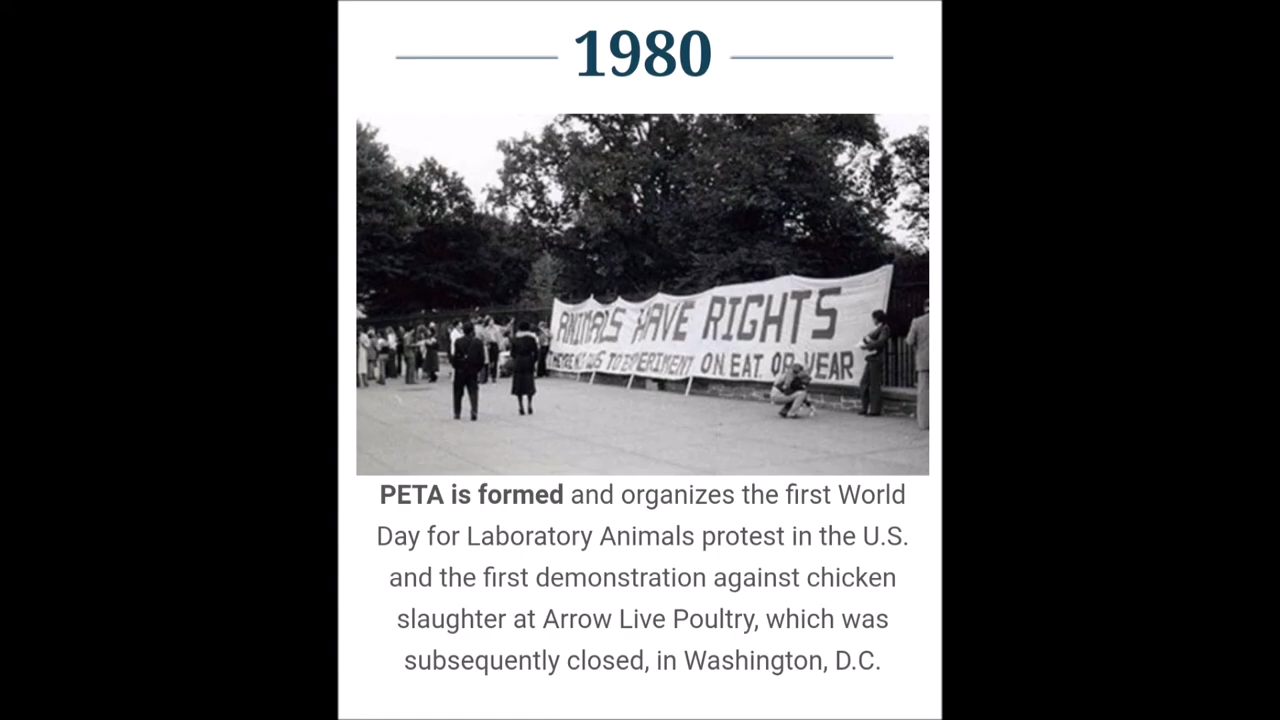 1980
ANIMALS HAVE RIGHTS
TO EXPERIMENT ON, EAT, OR WEAR
PETA is formed and organizes the first World
Day for Laboratory Animals protest in the U.S.
and the first demonstration against chicken
slaughter at Arrow Live Poultry, which was
subsequently closed, in Washington, D.C.